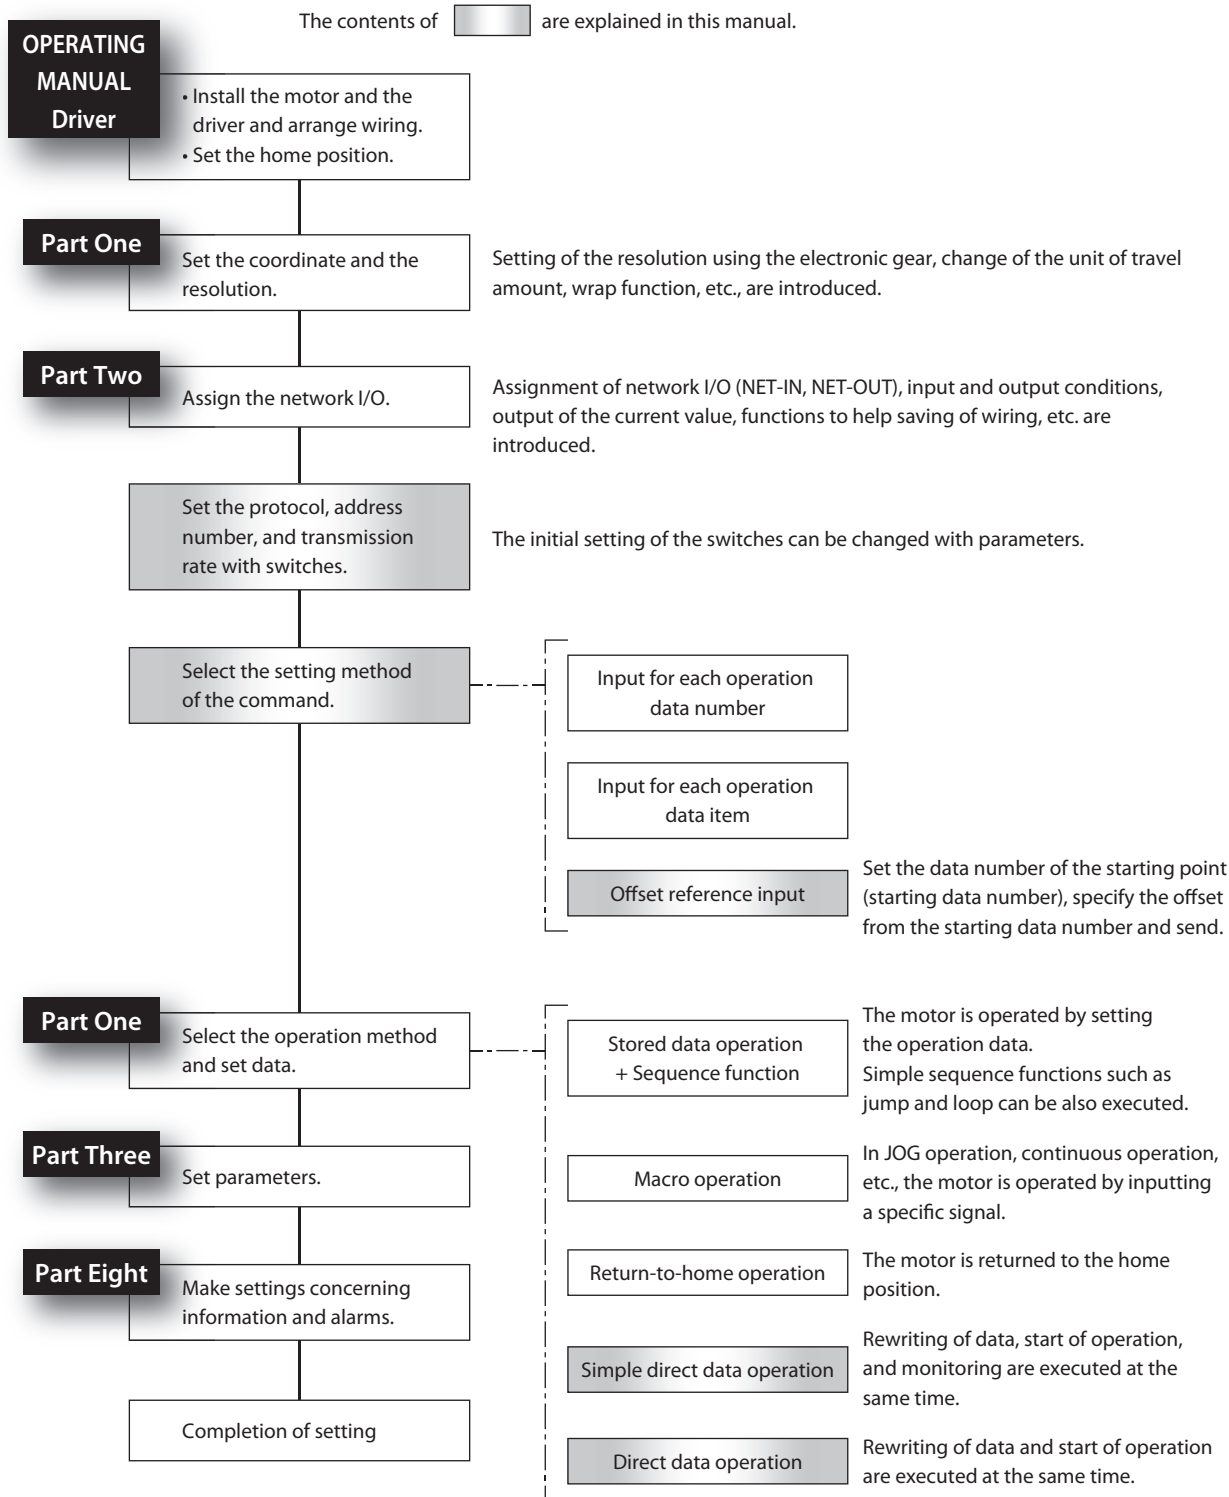 The contents of are explained in this manual.
OPERATING
MANUAL
Driver
• Install the motor and the
driver and arrange wiring.
• Set the home position.
Part One
Set the coordinate and the
resolution.
Setting of the resolution using the electronic gear, change of the unit of travel
amount, wrap function, etc., are introduced.
Part Two
Assign the network I/O.
Assignment of network I/O (NET-IN, NET-OUT), input and output conditions,
output of the current value, functions to help saving of wiring, etc. are
introduced.
Set the protocol, address
number, and transmission
rate with switches.
The initial setting of the switches can be changed with parameters.
Select the setting method
of the command.
Input for each operation
data number
Input for each operation
data item
Offset reference input
Set the data number of the starting point
(starting data number), specify the offset
from the starting data number and send.
Part One
Select the operation method
and set data.
Stored data operation
+ Sequence function
The motor is operated by setting
the operation data.
Simple sequence functions such as
jump and loop can be also executed.
Part Three
Set parameters.
Macro operation
In JOG operation, continuous operation,
etc., the motor is operated by inputting
a specific signal.
Part Eight
Make settings concerning
information and alarms.
Return-to-home operation
The motor is returned to the home
position.
Simple direct data operation
Rewriting of data, start of operation,
and monitoring are executed at the
same time.
Completion of setting
Direct data operation
Rewriting of data and start of operation
are executed at the same time.